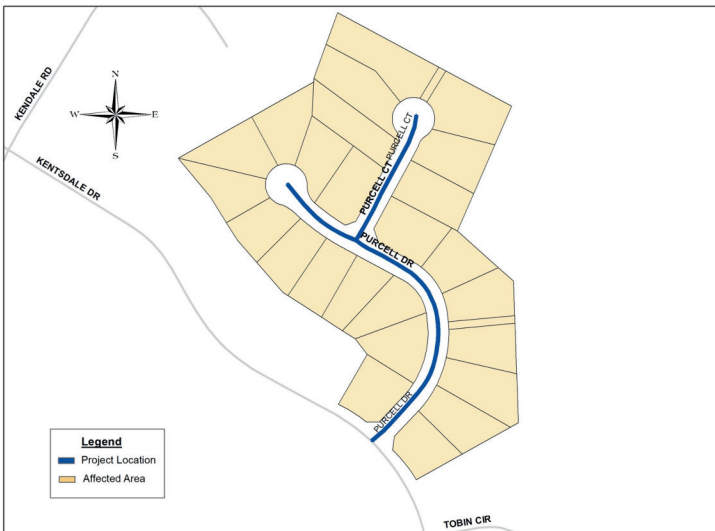 KENDALE RD
N
W
E
S
KENTSDALE DR
PURCELL CT
PURCELL CT
PURCELL DR
PURCELL DR
Legend
Project Location
Affected Area
TOBIN CIR